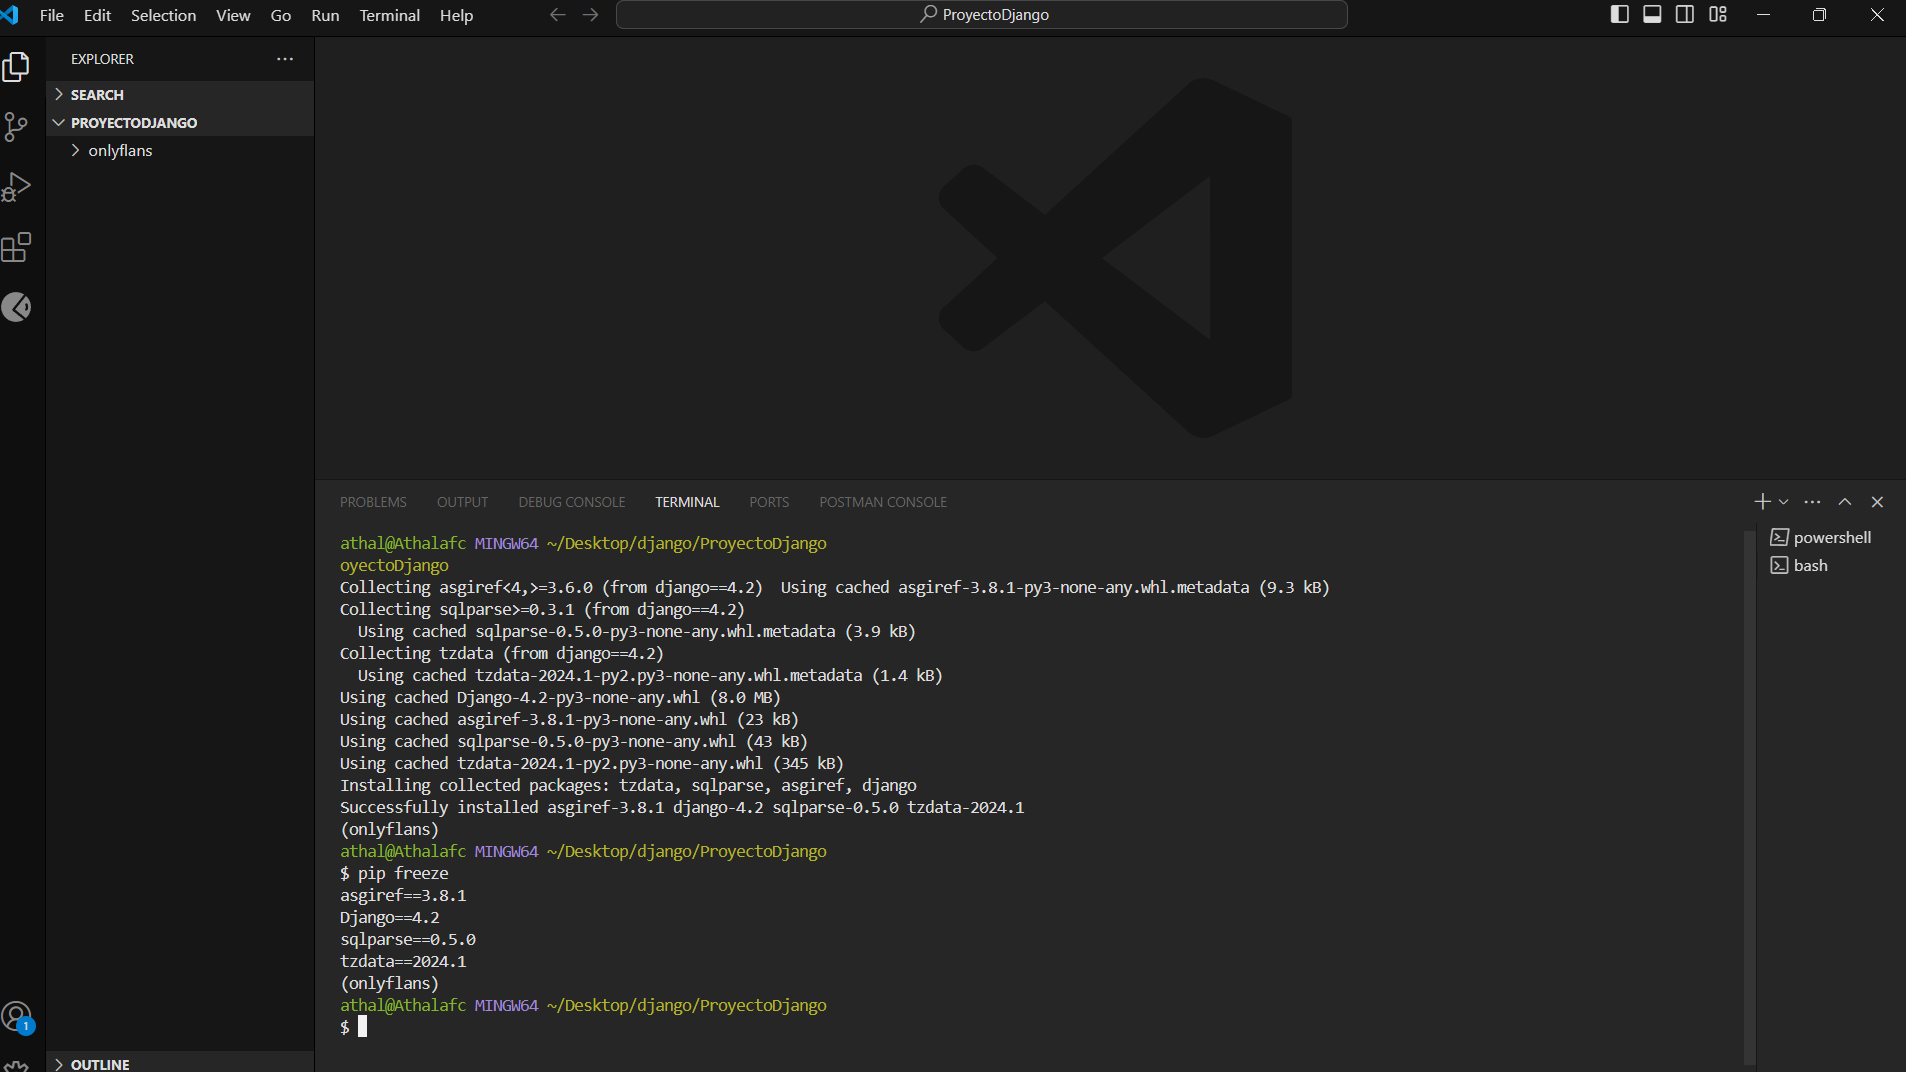 File Edit Selection View Go Run Terminal Help
ProyectoDjango
EXPLORER
SEARCH
PROYECTODJANGO
onlyflans
PROBLEMS OUTPUT DEBUG CONSOLE TERMINAL PORTS POSTMAN CONSOLE
athal@Athalafc MINGW64 ~/Desktop/django/ProyectoDjango
oyectoDjango
Collecting asgiref<4,>=3.6.0 (from django==4.2)  Using cached asgiref-3.8.1-py3-none-any.whl.metadata (9.3 kB)
Collecting sqlparse>=0.3.1 (from django==4.2)
  Using cached sqlparse-0.5.0-py3-none-any.whl.metadata (3.9 kB)
Collecting tzdata (from django==4.2)
  Using cached tzdata-2024.1-py2.py3-none-any.whl.metadata (1.4 kB)
Using cached Django-4.2-py3-none-any.whl (8.0 MB)
Using cached asgiref-3.8.1-py3-none-any.whl (23 kB)
Using cached sqlparse-0.5.0-py3-none-any.whl (43 kB)
Using cached tzdata-2024.1-py2.py3-none-any.whl (345 kB)
Installing collected packages: tzdata, sqlparse, asgiref, django
Successfully installed asgiref-3.8.1 django-4.2 sqlparse-0.5.0 tzdata-2024.1
(onlyflans)
athal@Athalafc MINGW64 ~/Desktop/django/ProyectoDjango
$ pip freeze
asgiref==3.8.1
Django==4.2
sqlparse==0.5.0
tzdata==2024.1
(onlyflans)
athal@Athalafc MINGW64 ~/Desktop/django/ProyectoDjango
$
powershell
bash
1
OUTLINE